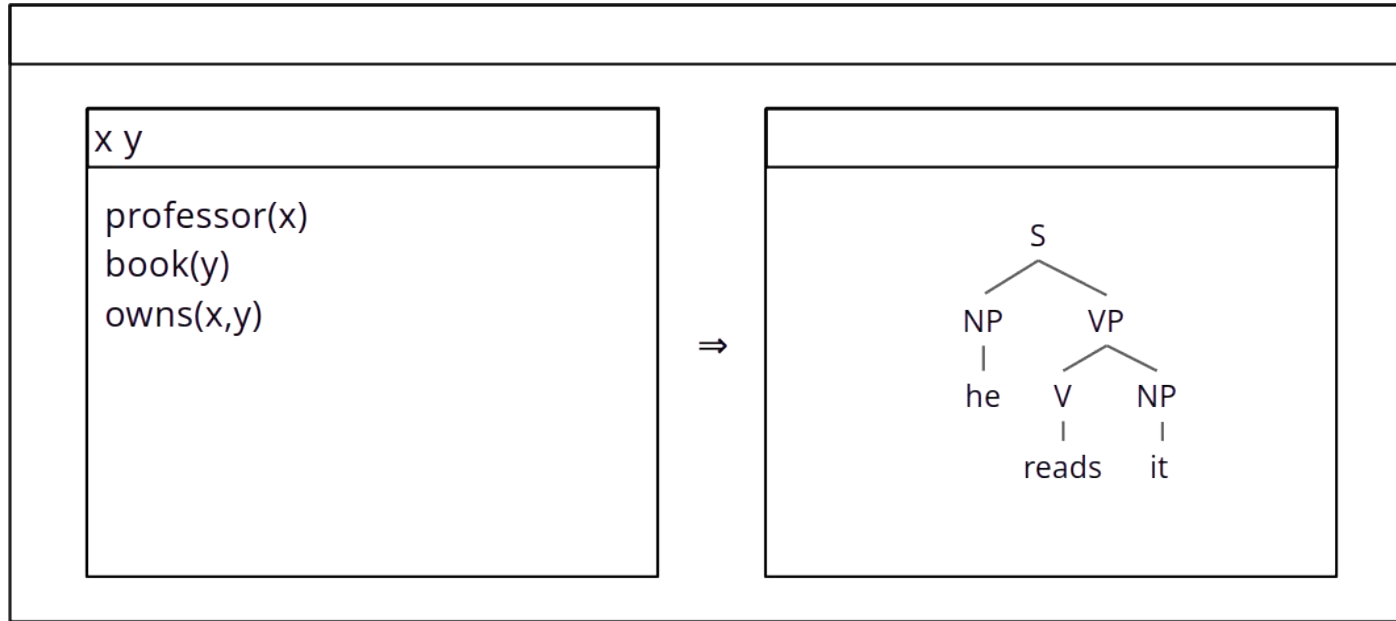 x y
professor(x)
book(y)
owns(x,y)
⇒
S
NP VP
he V NP
reads it